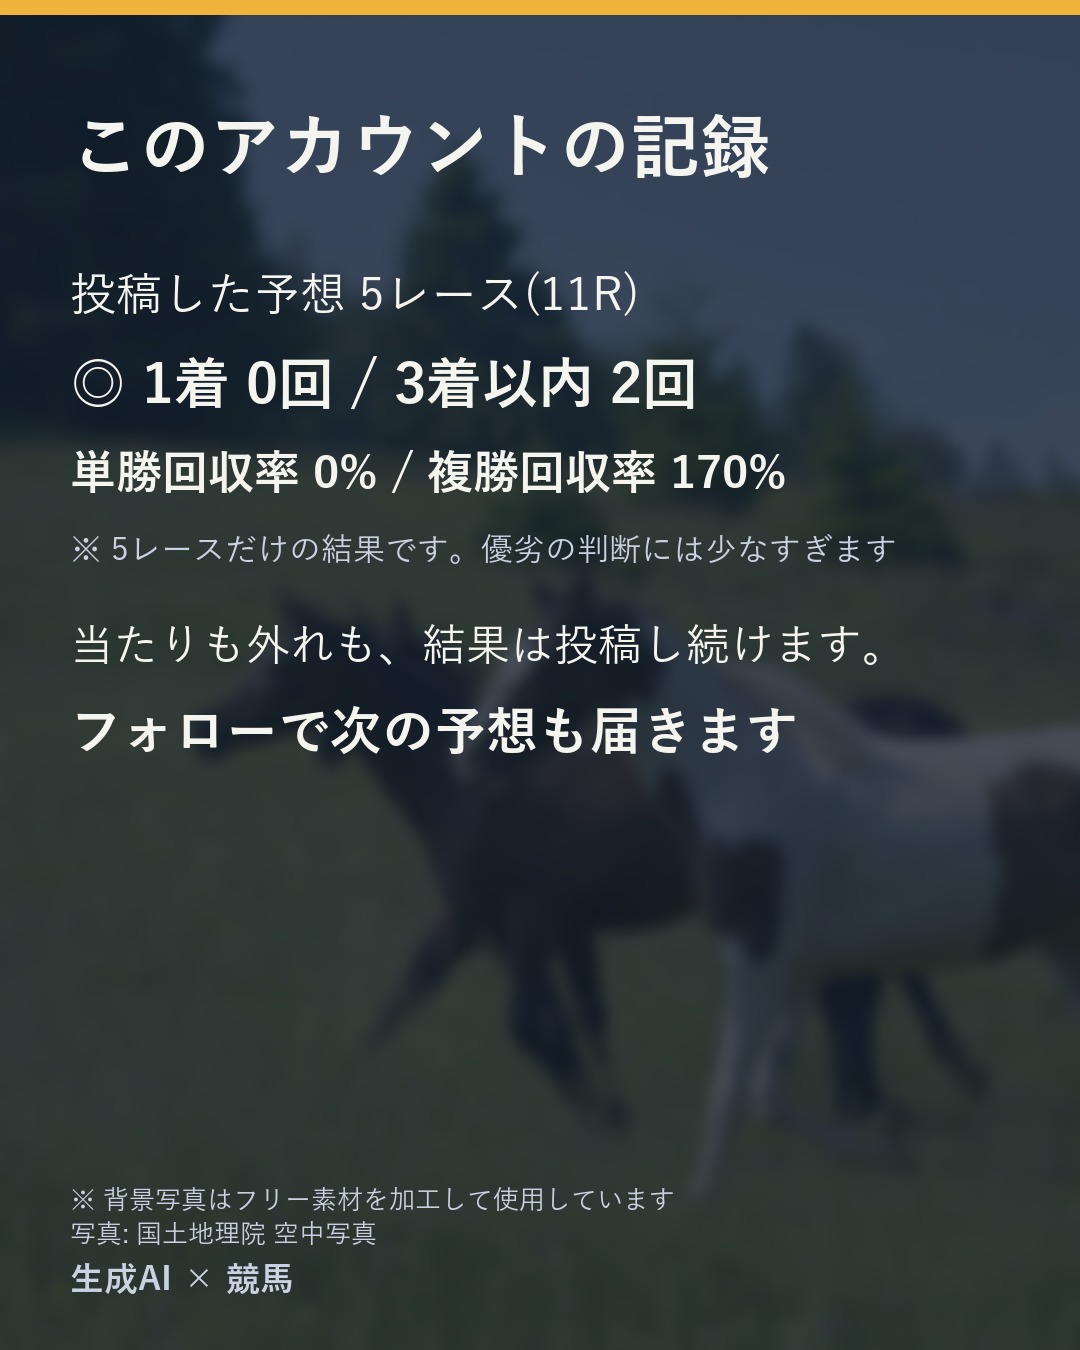 このアカウントの記録
投稿した予想 5レース(11R)
◎ 1着 0回 / 3着以内 2回
単勝回収率 0% / 複勝回収率 170%
※ 5レースだけの結果です。優劣の判断には少なすぎます
当たりも外れも、結果は投稿し続けます。
フォローで次の予想も届きます
※ 背景写真はフリー素材を加工して使用しています
写真: 国土地理院 空中写真
生成AI × 競馬